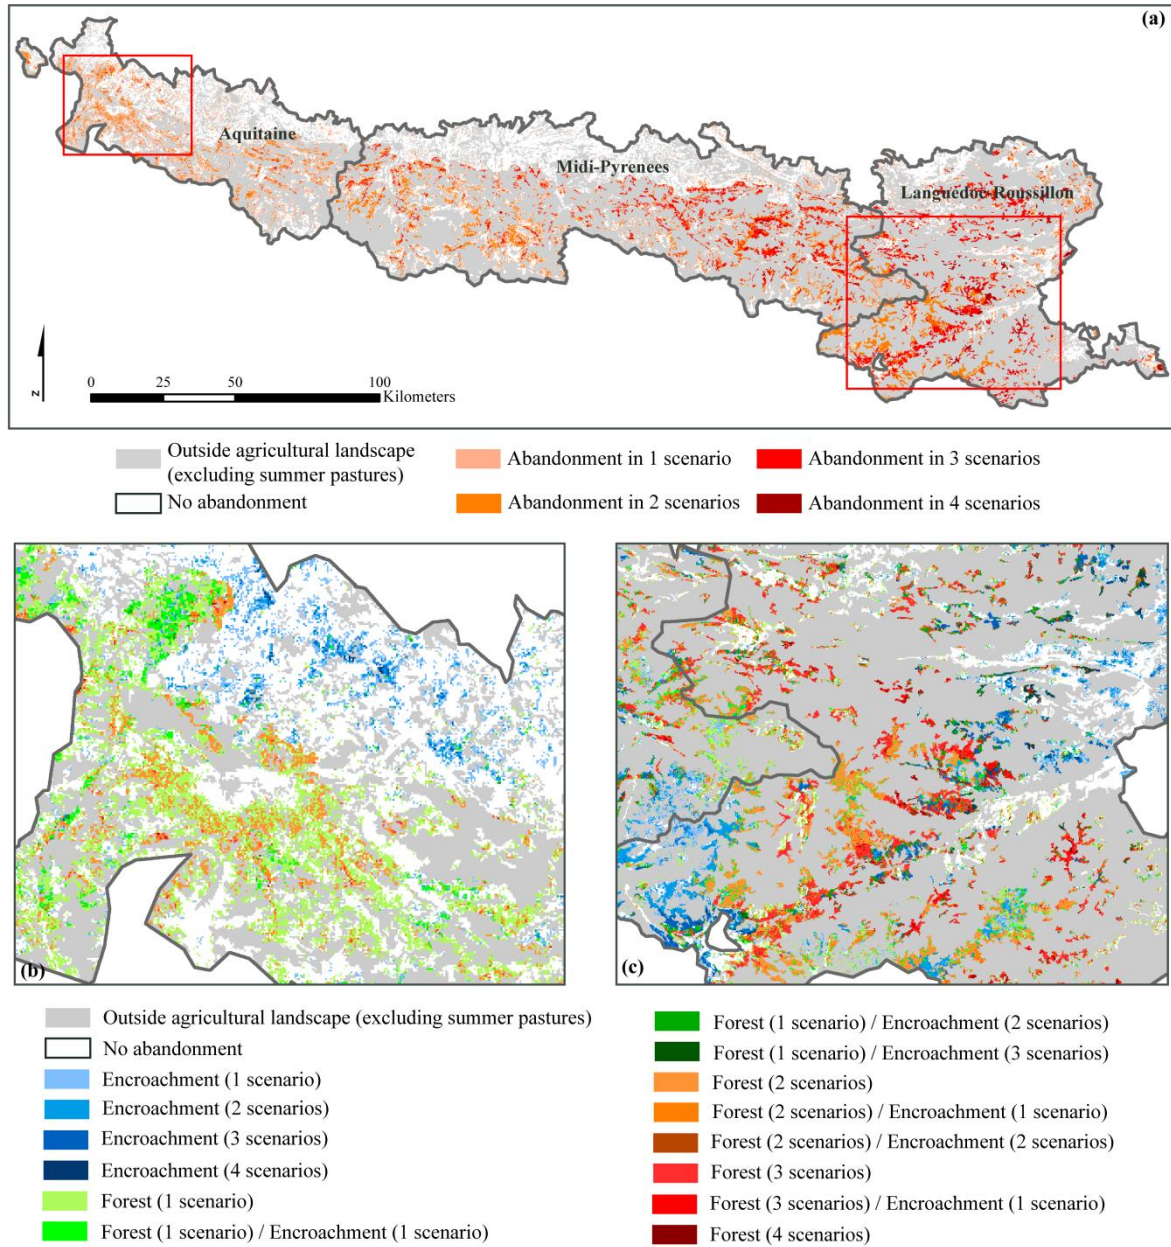 (a)
Aquitaine
Midi-Pyrenees
Languedoc-Roussillon
N
0 25 50 100
Kilometers
Outside agricultural landscape
(excluding summer pastures)
No abandonment
Abandonment in 1 scenario
Abandonment in 2 scenarios
Abandonment in 3 scenarios
Abandonment in 4 scenarios
(b)
(c)
Outside agricultural landscape (excluding summer pastures)
No abandonment
Encroachment (1 scenario)
Encroachment (2 scenarios)
Encroachment (3 scenarios)
Encroachment (4 scenarios)
Forest (1 scenario)
Forest (1 scenario) / Encroachment (1 scenario)
Forest (1 scenario) / Encroachment (2 scenarios)
Forest (1 scenario) / Encroachment (3 scenarios)
Forest (2 scenarios)
Forest (2 scenarios) / Encroachment (1 scenario)
Forest (2 scenarios) / Encroachment (2 scenarios)
Forest (3 scenarios)
Forest (3 scenarios) / Encroachment (1 scenario)
Forest (4 scenarios)